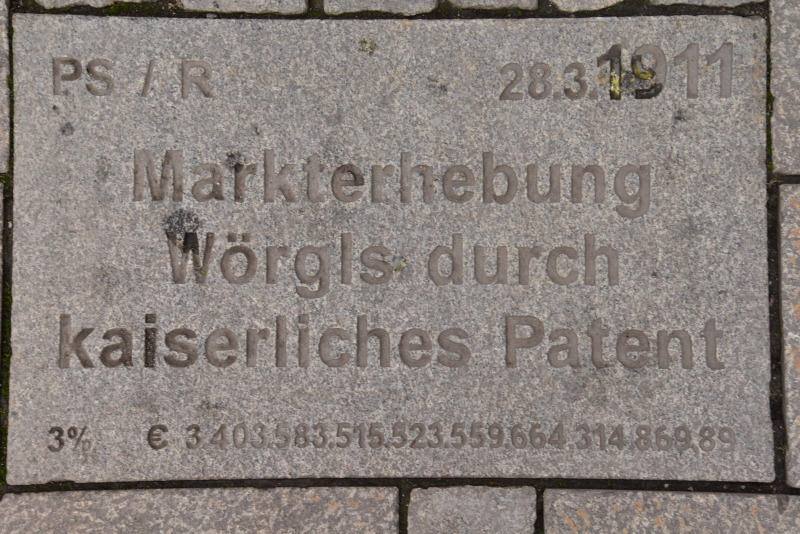 PS / R 28.3.1911
Markterhebung
Wörgls durch
kaiserliches Patent
3% € 3.403.583.515.523.559.664.314.869,89